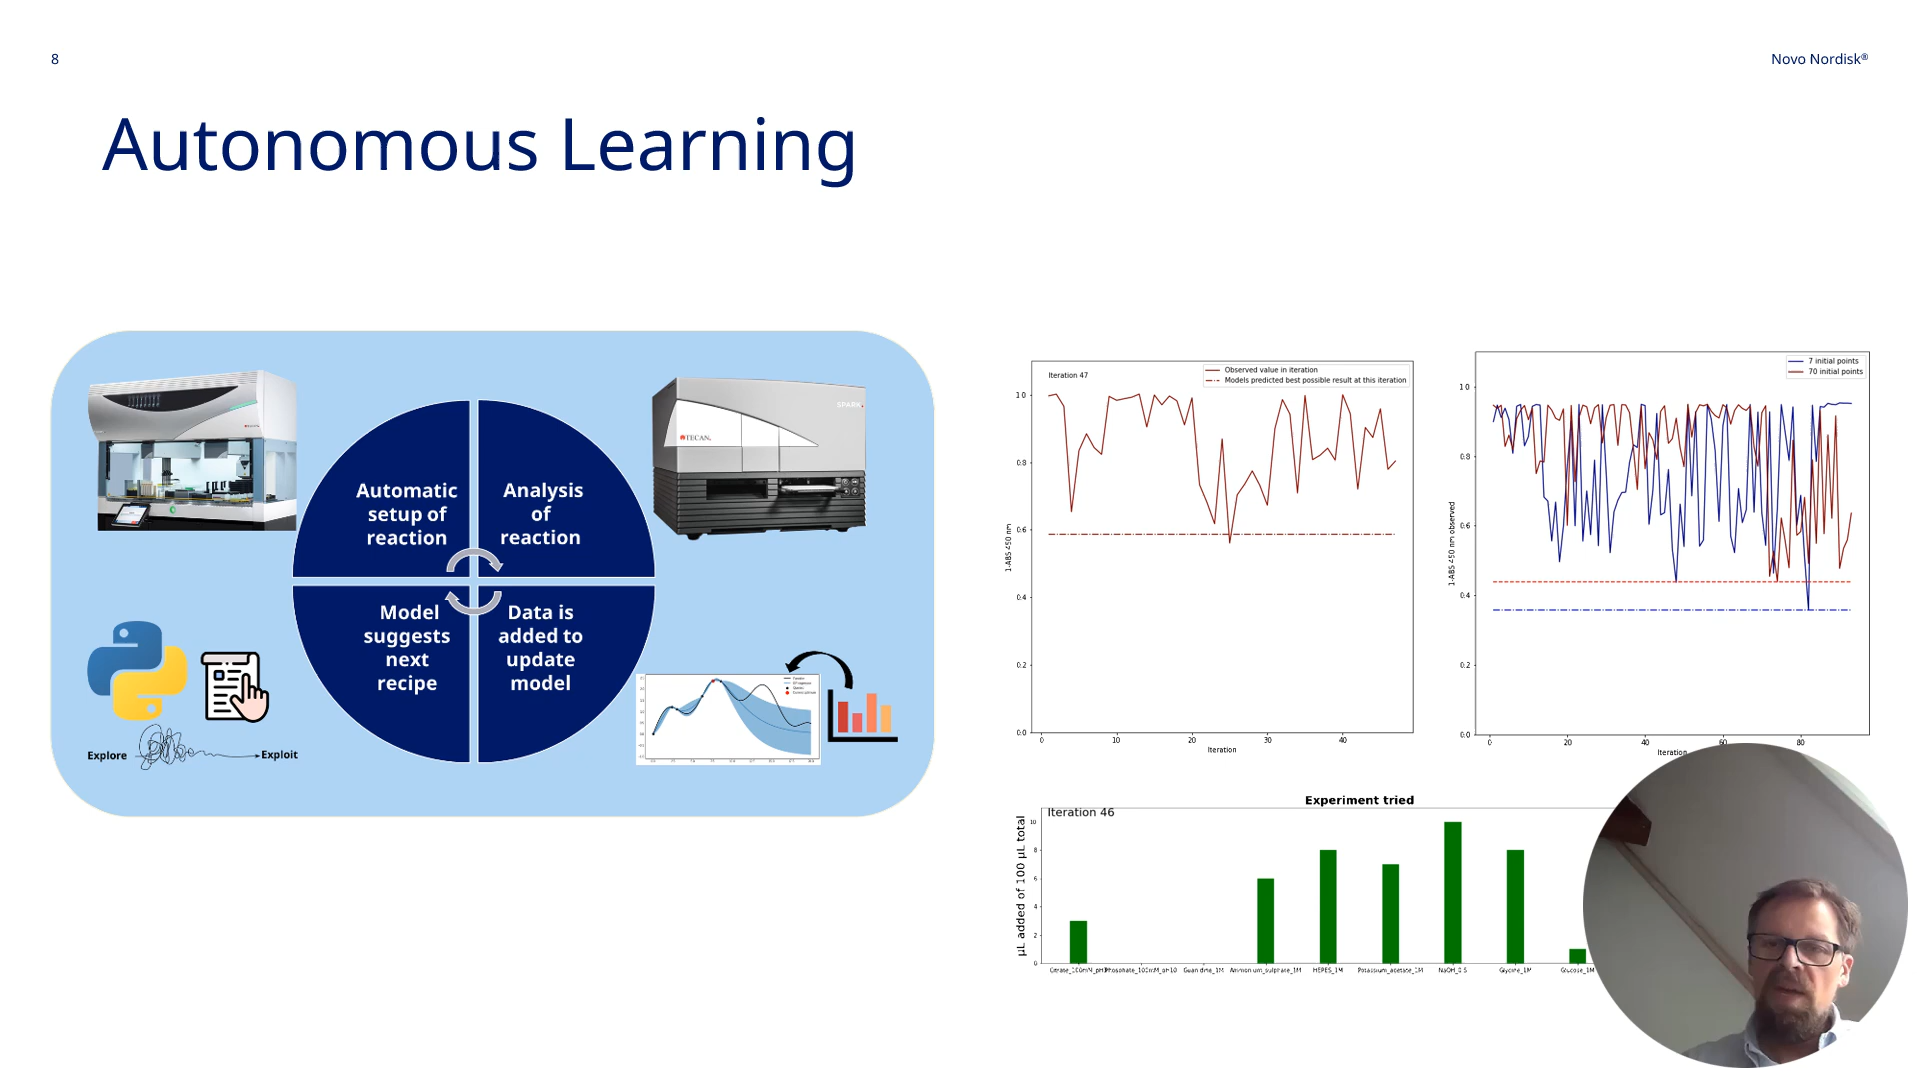 8
Novo Nordisk®
Autonomous Learning
TECAN.
SPARK.
Automatic
setup of
reaction
Analysis
of
reaction
Model
suggests
next
recipe
Data is
added to
update
model
Explore
Exploit
Iteration 47
Observed value in iteration
Models predicted best possible result at this iteration
1.0
0.8
0.6
0.4
0.2
0.0
0 10 20 30 40
Iteration
1-ABS 450 nm
7 initial points
70 initial points
1.0
0.8
0.6
0.4
0.2
0.0
0 20 40 60 80
Iteration
1-ABS 450 nm observed
Experiment tried
Iteration 46
µL added of 100 µL total
10
8
6
4
2
0
Phosphate_100mM_pH10
Guanidine_1M
Ammonium_sulphate_1M
HEPES_1M
Potassium_acetate_1M
NaOH_0.5
Glycine_1M
Glucose_1M